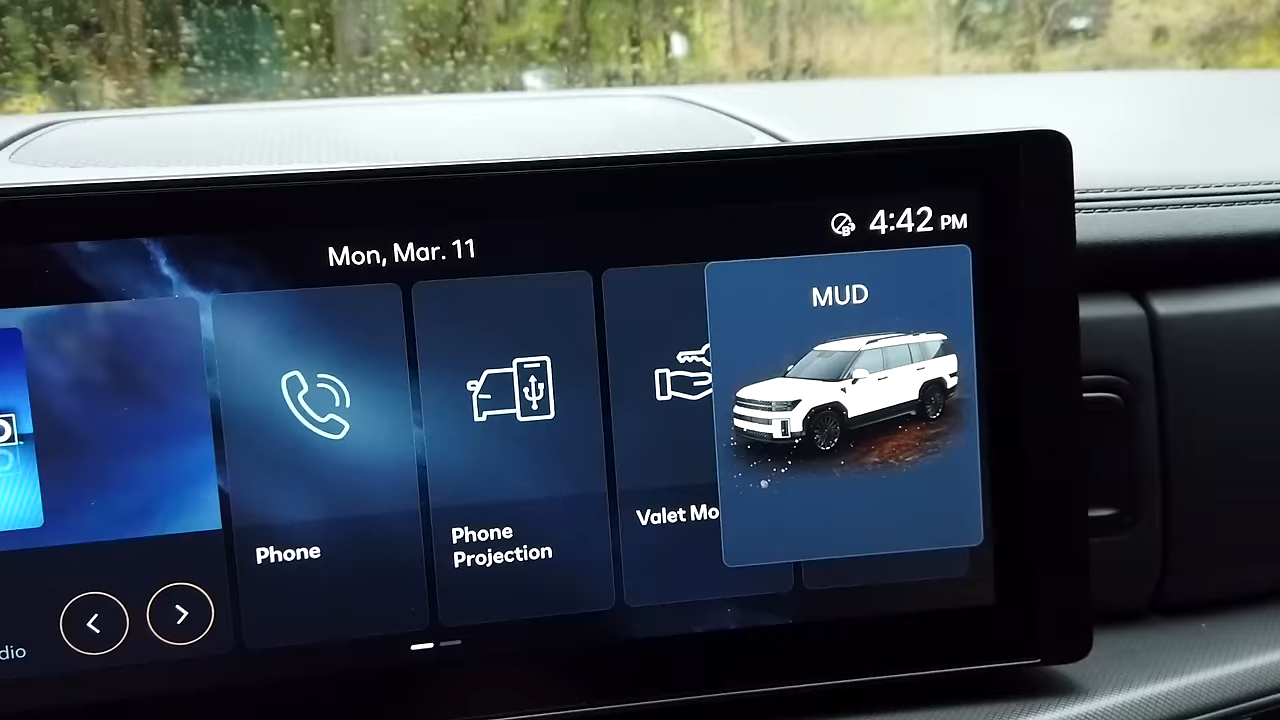 Mon, Mar. 11
4:42 PM
MUD
Phone
Phone
Projection
Valet Mo
dio